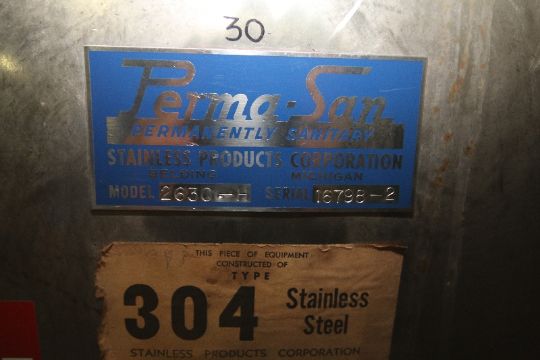 30
Perma-San
PERMANENTLY SANITARY
STAINLESS PRODUCTS CORPORATION
BELDING MICHIGAN
MODEL 2630-H SERIAL 16798-2
THIS PIECE OF EQUIPMENT
CONSTRUCTED OF
TYPE
304 Stainless Steel
STAINLESS PRODUCTS CORPORATION